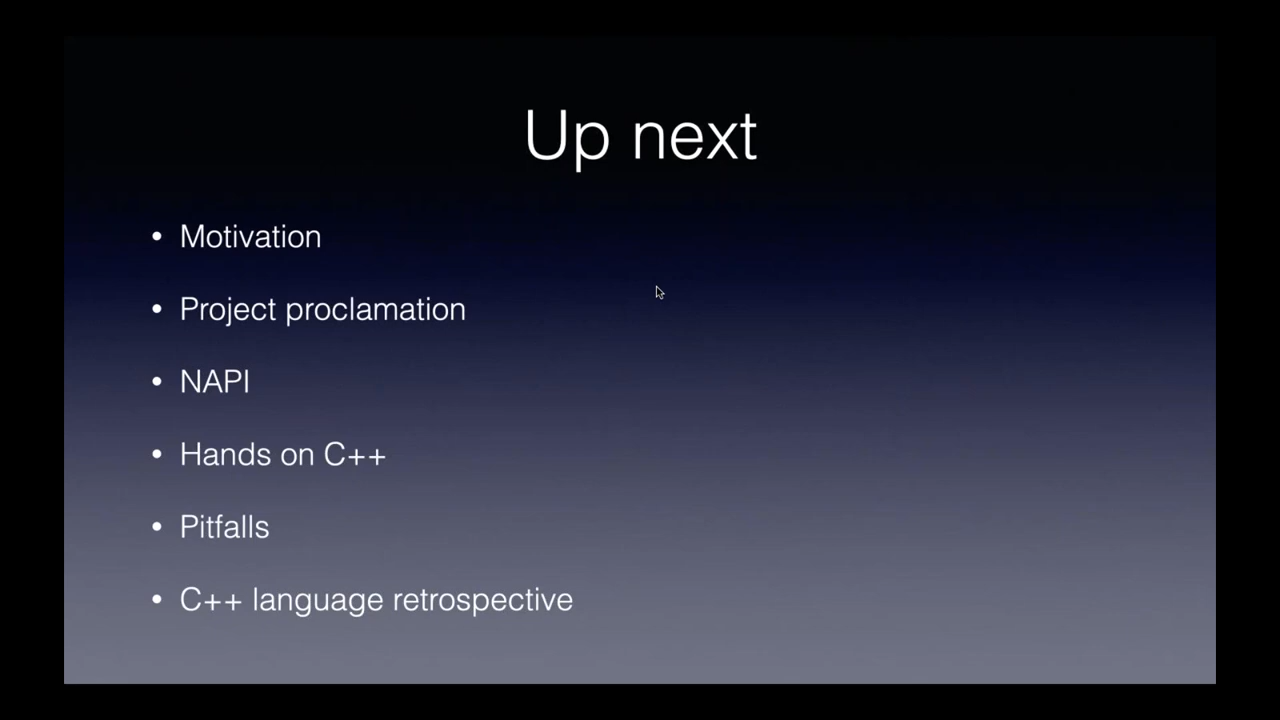 Up next
• Motivation
• Project proclamation
• NAPI
• Hands on C++
• Pitfalls
• C++ language retrospective